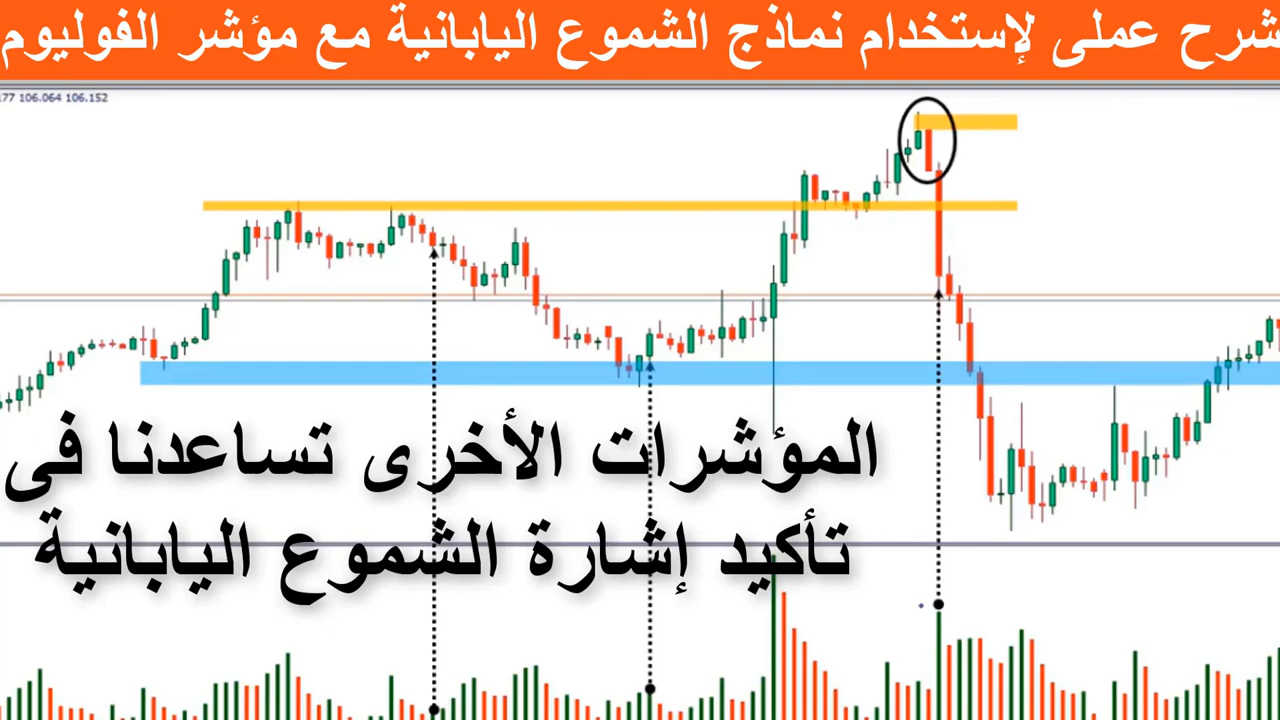 شرح عملى لإستخدام نماذج الشموع اليابانية مع مؤشر الفوليوم
177 106.064 106.152
المؤشرات الأخرى تساعدنا فى
تأكيد إشارة الشموع اليابانية